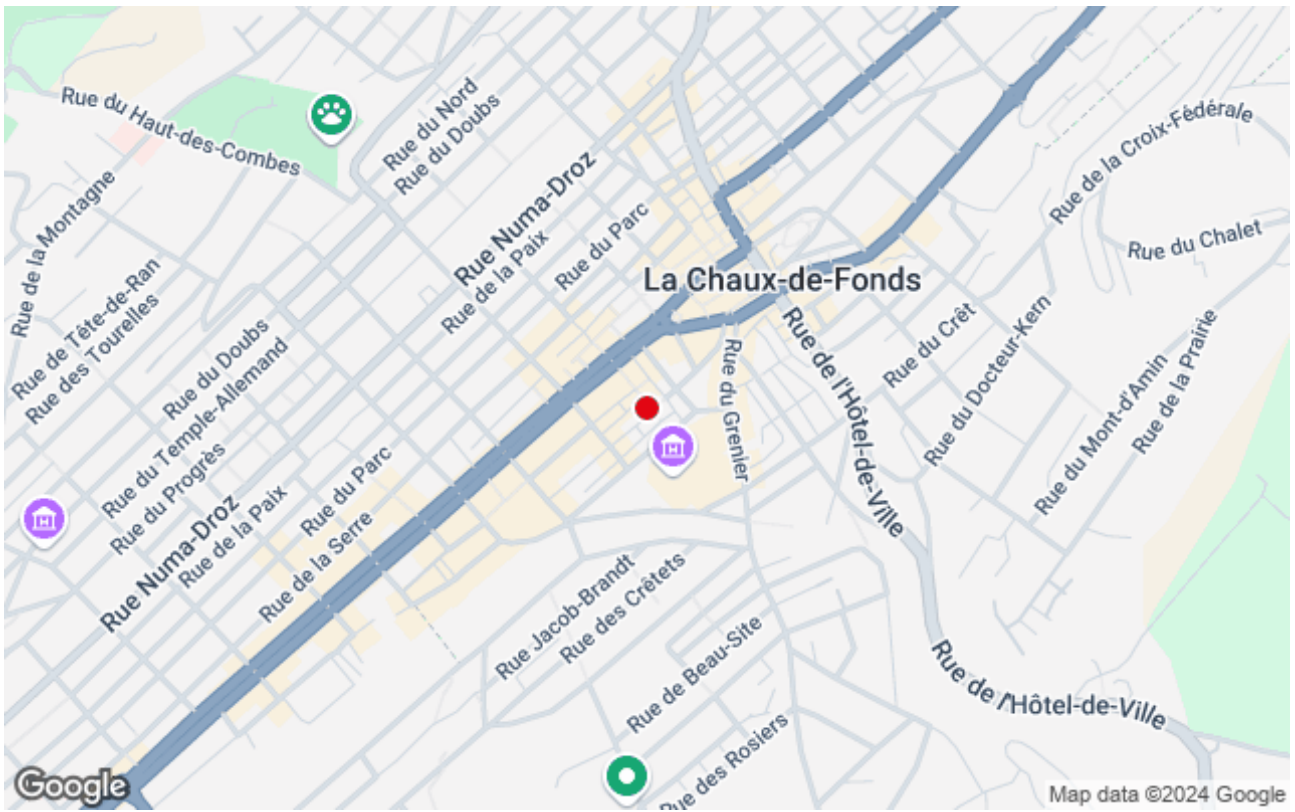 Rue du Haut-des-Combes
Rue du Nord
Rue du Doubs
Rue de la Croix-Fédérale
Rue de la Montagne
Rue Numa-Droz
Rue du Parc
Rue de la Paix
Rue du Chalet
La Chaux-de-Fonds
Rue de Tête-de-Ran
Rue des Tourelles
Rue du Doubs
Rue du Temple-Allemand
Rue du Progrès
Rue de l'Hôtel-de-Ville
Rue du Grenier
Rue du Crêt
Rue du Docteur-Kern
Rue du Mont-d'Amin
Rue de la Prairie
Rue Numa-Droz
Rue de la Paix
Rue du Parc
Rue de la Serre
Rue Jacob-Brandt
Rue des Crêtets
Rue de Beau-Site
Rue des Rosiers
Rue de l'Hôtel-de-Ville
Google
Map data ©2024 Google